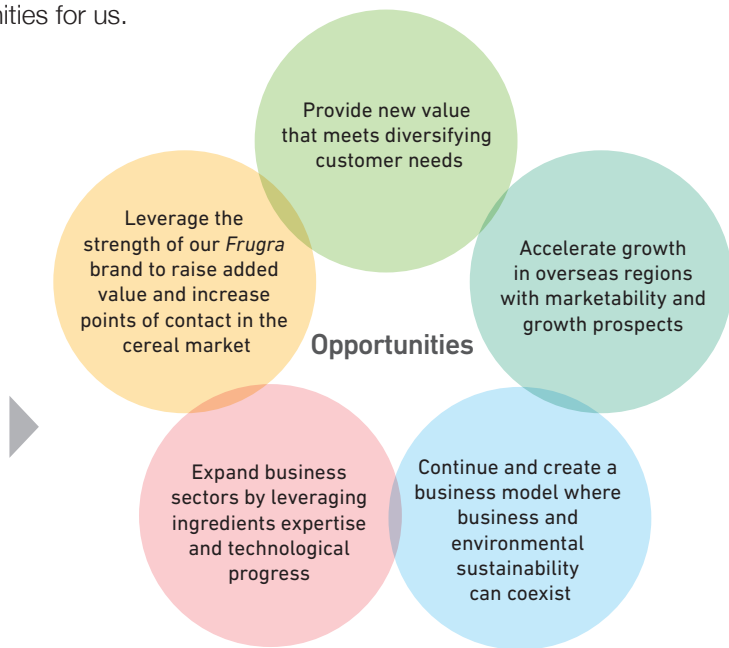 nities for us.
Provide new value
that meets diversifying
customer needs
Leverage the
strength of our Frugra
brand to raise added
value and increase
points of contact in the
cereal market
Accelerate growth
in overseas regions
with marketability and
growth prospects
Opportunities
Expand business
sectors by leveraging
ingredients expertise
and technological
progress
Continue and create a
business model where
business and
environmental
sustainability
can coexist